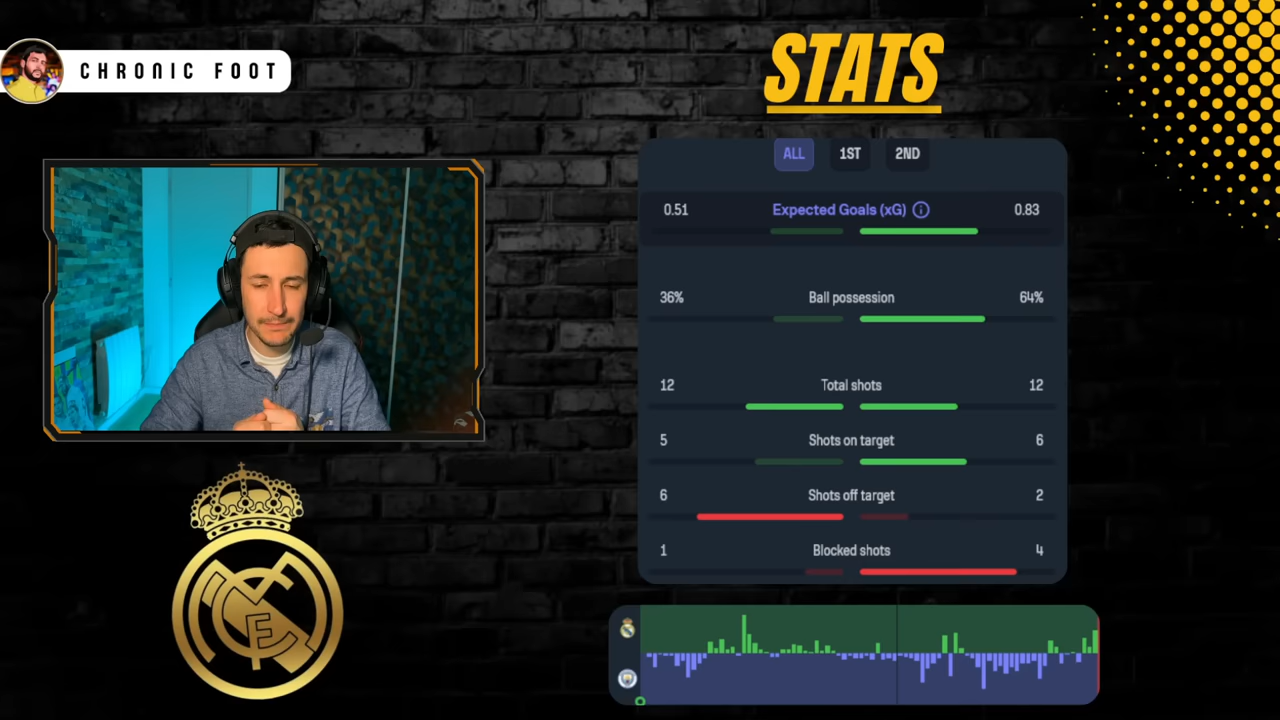 CHRONIC FOOT
STATS
ALL 1ST 2ND
0.51 Expected Goals (xG) 0.83
36% Ball possession 64%
12 Total shots 12
5 Shots on target 6
6 Shots off target 2
1 Blocked shots 4